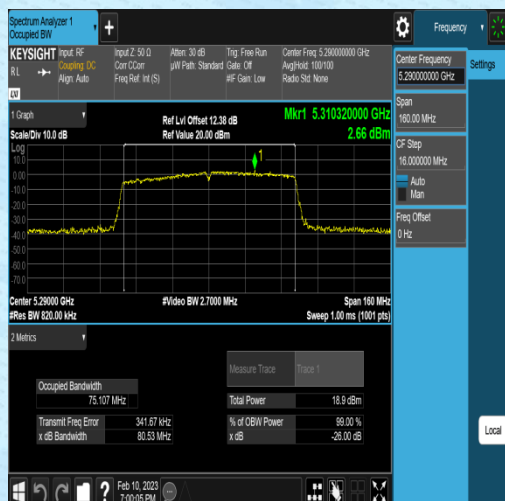 Spectrum Analyzer 1
Occupied BW
Frequency
KEYSIGHT
Input: RF
Input Z: 50 Ω
Atten: 30 dB
Trig: Free Run
Center Freq: 5.290000000 GHz
RL
Coupling: DC
Corr CCorr
µW Path: Standard
Gate: Off
Avg|Hold: 100/100
Align: Auto
Freq Ref: Int (S)
#IF Gain: Low
Radio Std: None
1 Graph
Scale/Div 10.0 dB
Ref Lvl Offset 12.38 dB
Ref Value 20.00 dBm
Mkr1 5.310320000 GHz
2.66 dBm
Log
10.0
0.00
-10.0
-20.0
-30.0
-40.0
-50.0
-60.0
-70.0
1
Center 5.29000 GHz
#Video BW 2.7000 MHz
Span 160 MHz
#Res BW 820.00 kHz
Sweep 1.00 ms (1001 pts)
2 Metrics
Measure Trace
Trace 1
Occupied Bandwidth
75.107 MHz
Total Power
18.9 dBm
Transmit Freq Error
341.67 kHz
% of OBW Power
99.00 %
x dB Bandwidth
80.53 MHz
x dB
-26.00 dB
Feb 10, 2023
7:00:05 PM
Center Frequency
5.290000000 GHz
Settings
Span
160.00 MHz
CF Step
16.000000 MHz
Auto
Man
Freq Offset
0 Hz
Local